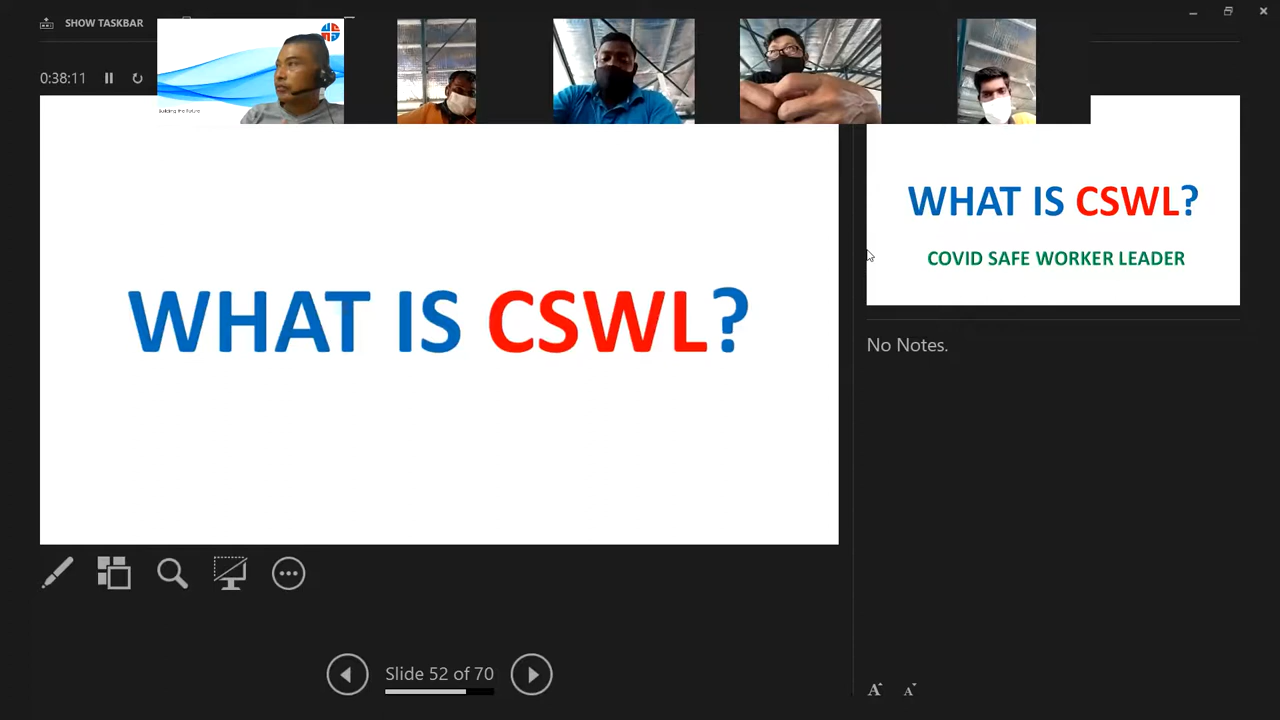 SHOW TASKBAR
0:38:11
Building the Future
WHAT IS CSWL?
WHAT IS CSWL?
COVID SAFE WORKER LEADER
No Notes.
Slide 52 of 70
A A